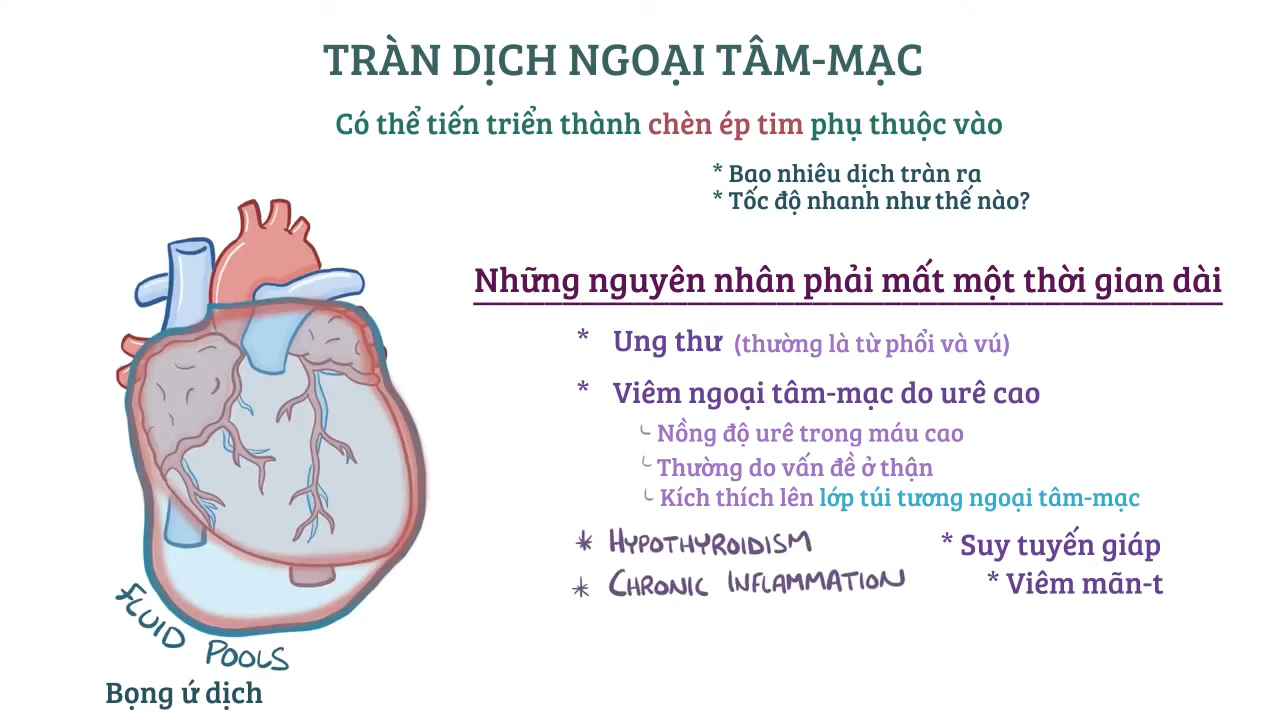 TRÀN DỊCH NGOẠI TÂM-MẠC
Có thể tiến triển thành chèn ép tim phụ thuộc vào
* Bao nhiêu dịch tràn ra
* Tốc độ nhanh như thế nào?
Những nguyên nhân phải mất một thời gian dài
* Ung thư (thường là từ phổi và vú)
* Viêm ngoại tâm-mạc do urê cao
Nồng độ urê trong máu cao
Thường do vấn đề ở thận
Kích thích lên lớp túi tương ngoại tâm-mạc
* HYPOTHYROIDISM * Suy tuyến giáp
* CHRONIC INFLAMMATION * Viêm mãn-t
FLUID POOLS
Bọng ứ dịch